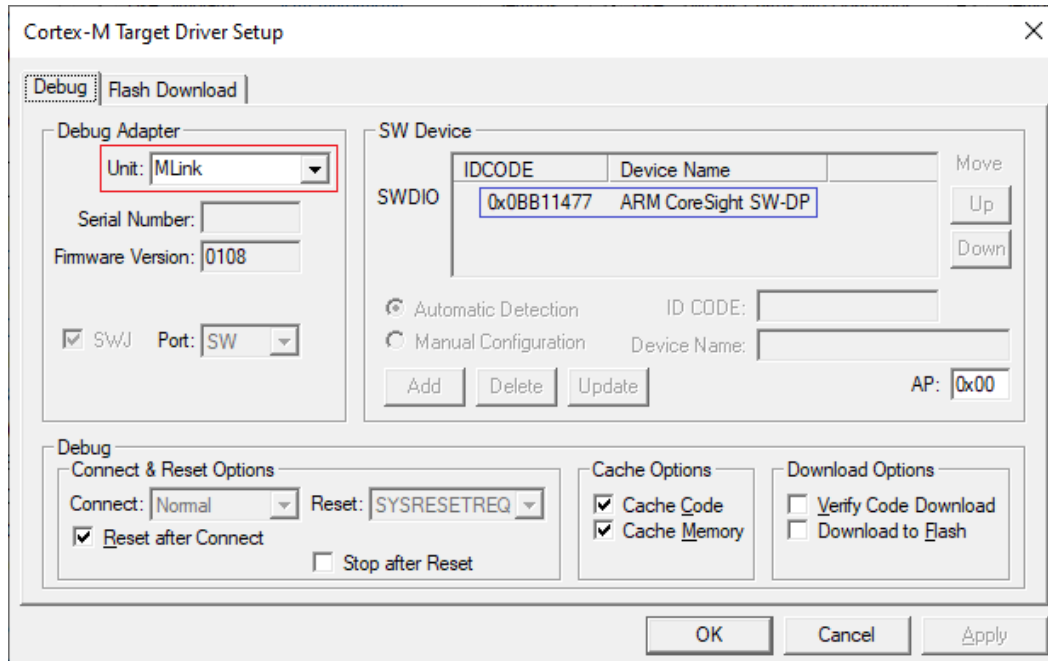 Cortex-M Target Driver Setup
Debug
Flash Download
Debug Adapter
Unit: MLink
Serial Number:
Firmware Version: 0108
SWJ Port: SW
SW Device
IDCODE Device Name
SWDIO
0x0BB11477 ARM CoreSight SW-DP
Move
Up
Down
Automatic Detection
ID CODE:
Manual Configuration
Device Name:
Add
Delete
Update
AP: 0x00
Debug
Connect & Reset Options
Connect: Normal Reset: SYSRESETREQ
Reset after Connect
Stop after Reset
Cache Options
Cache Code
Cache Memory
Download Options
Verify Code Download
Download to Flash
OK
Cancel
Apply